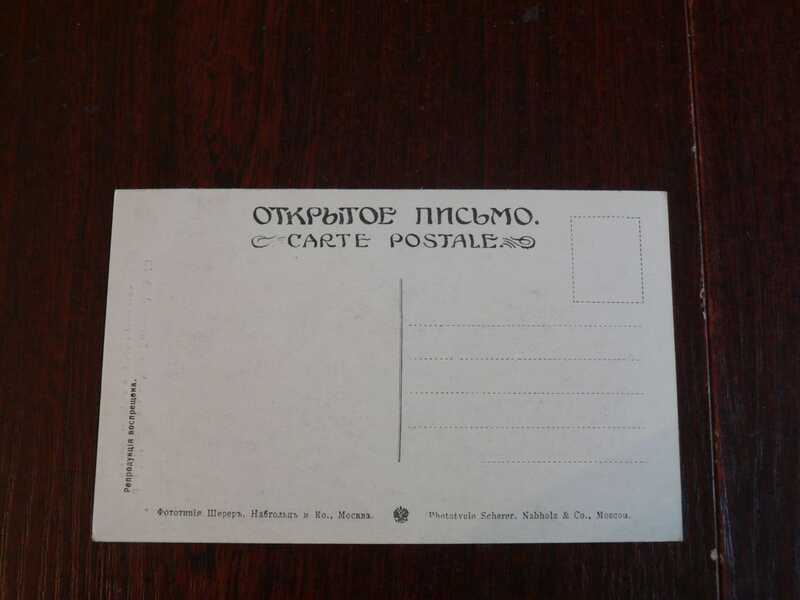 ОТКРЫТОЕ ПИСЬМО.
CARTE POSTALE.
Репродукція воспрещена.
Фототипія Шереръ, Набгольцъ и Ко., Москва.
Phototypie Scherer, Nabholz & Co., Moscou.